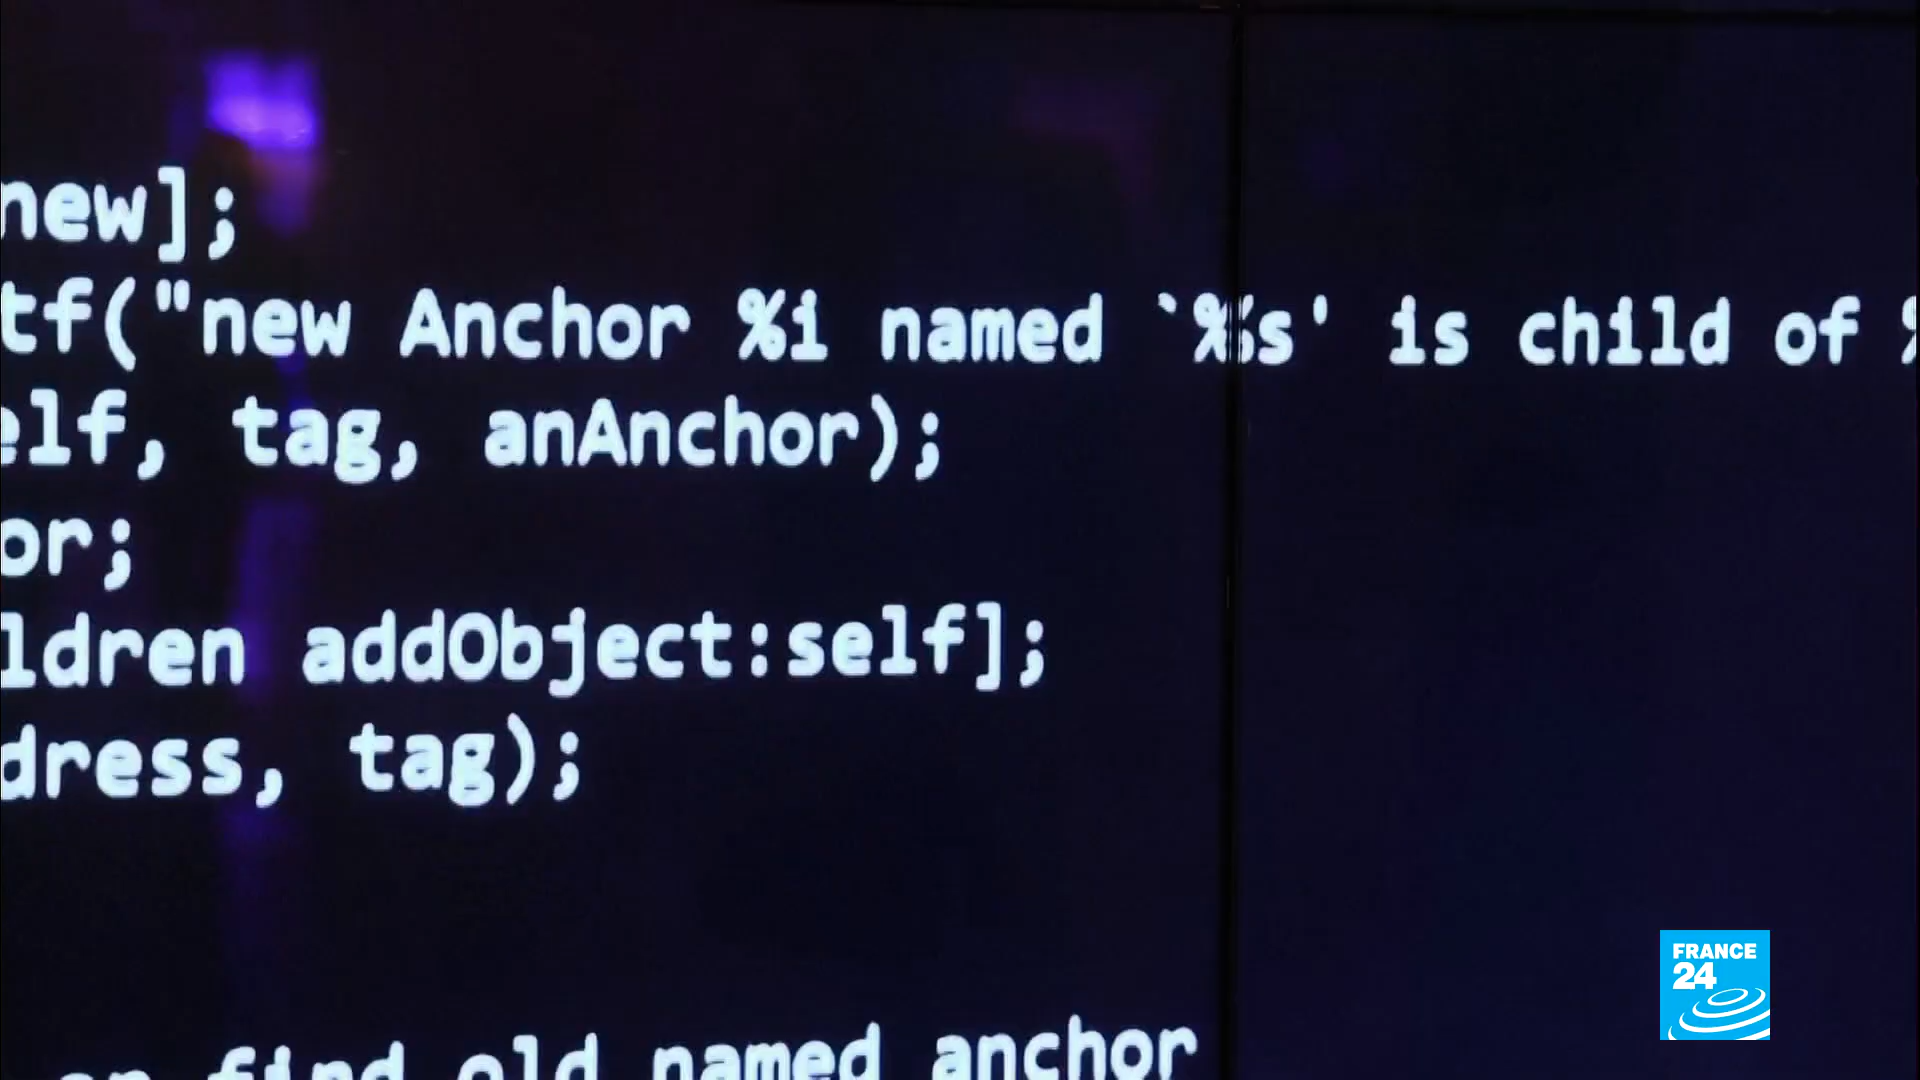 new];
tf("new Anchor %i named `%s' is child of %
elf, tag, anAnchor);
or;
ldren addObject:self];
dress, tag);
find old named anchor
FRANCE
24